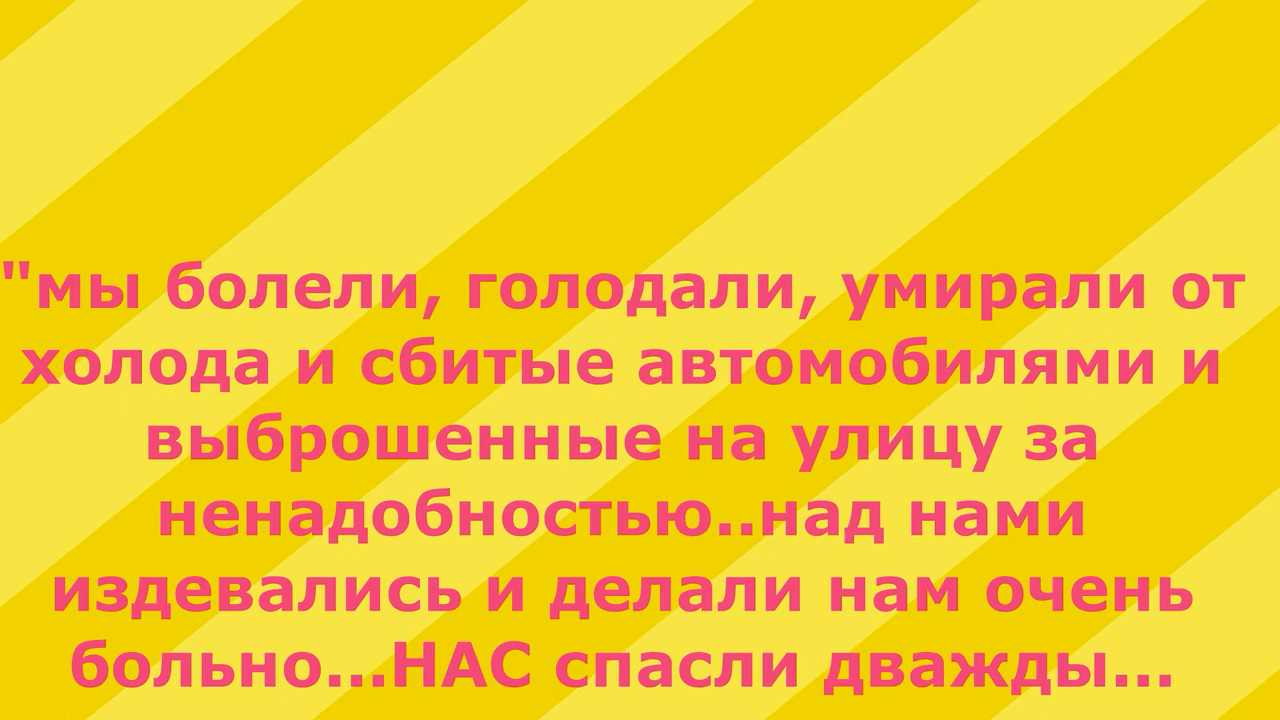 "мы болели, голодали, умирали от
холода и сбитые автомобилями и
выброшенные на улицу за
ненадобностью..над нами
издевались и делали нам очень
больно...НАС спасли дважды...